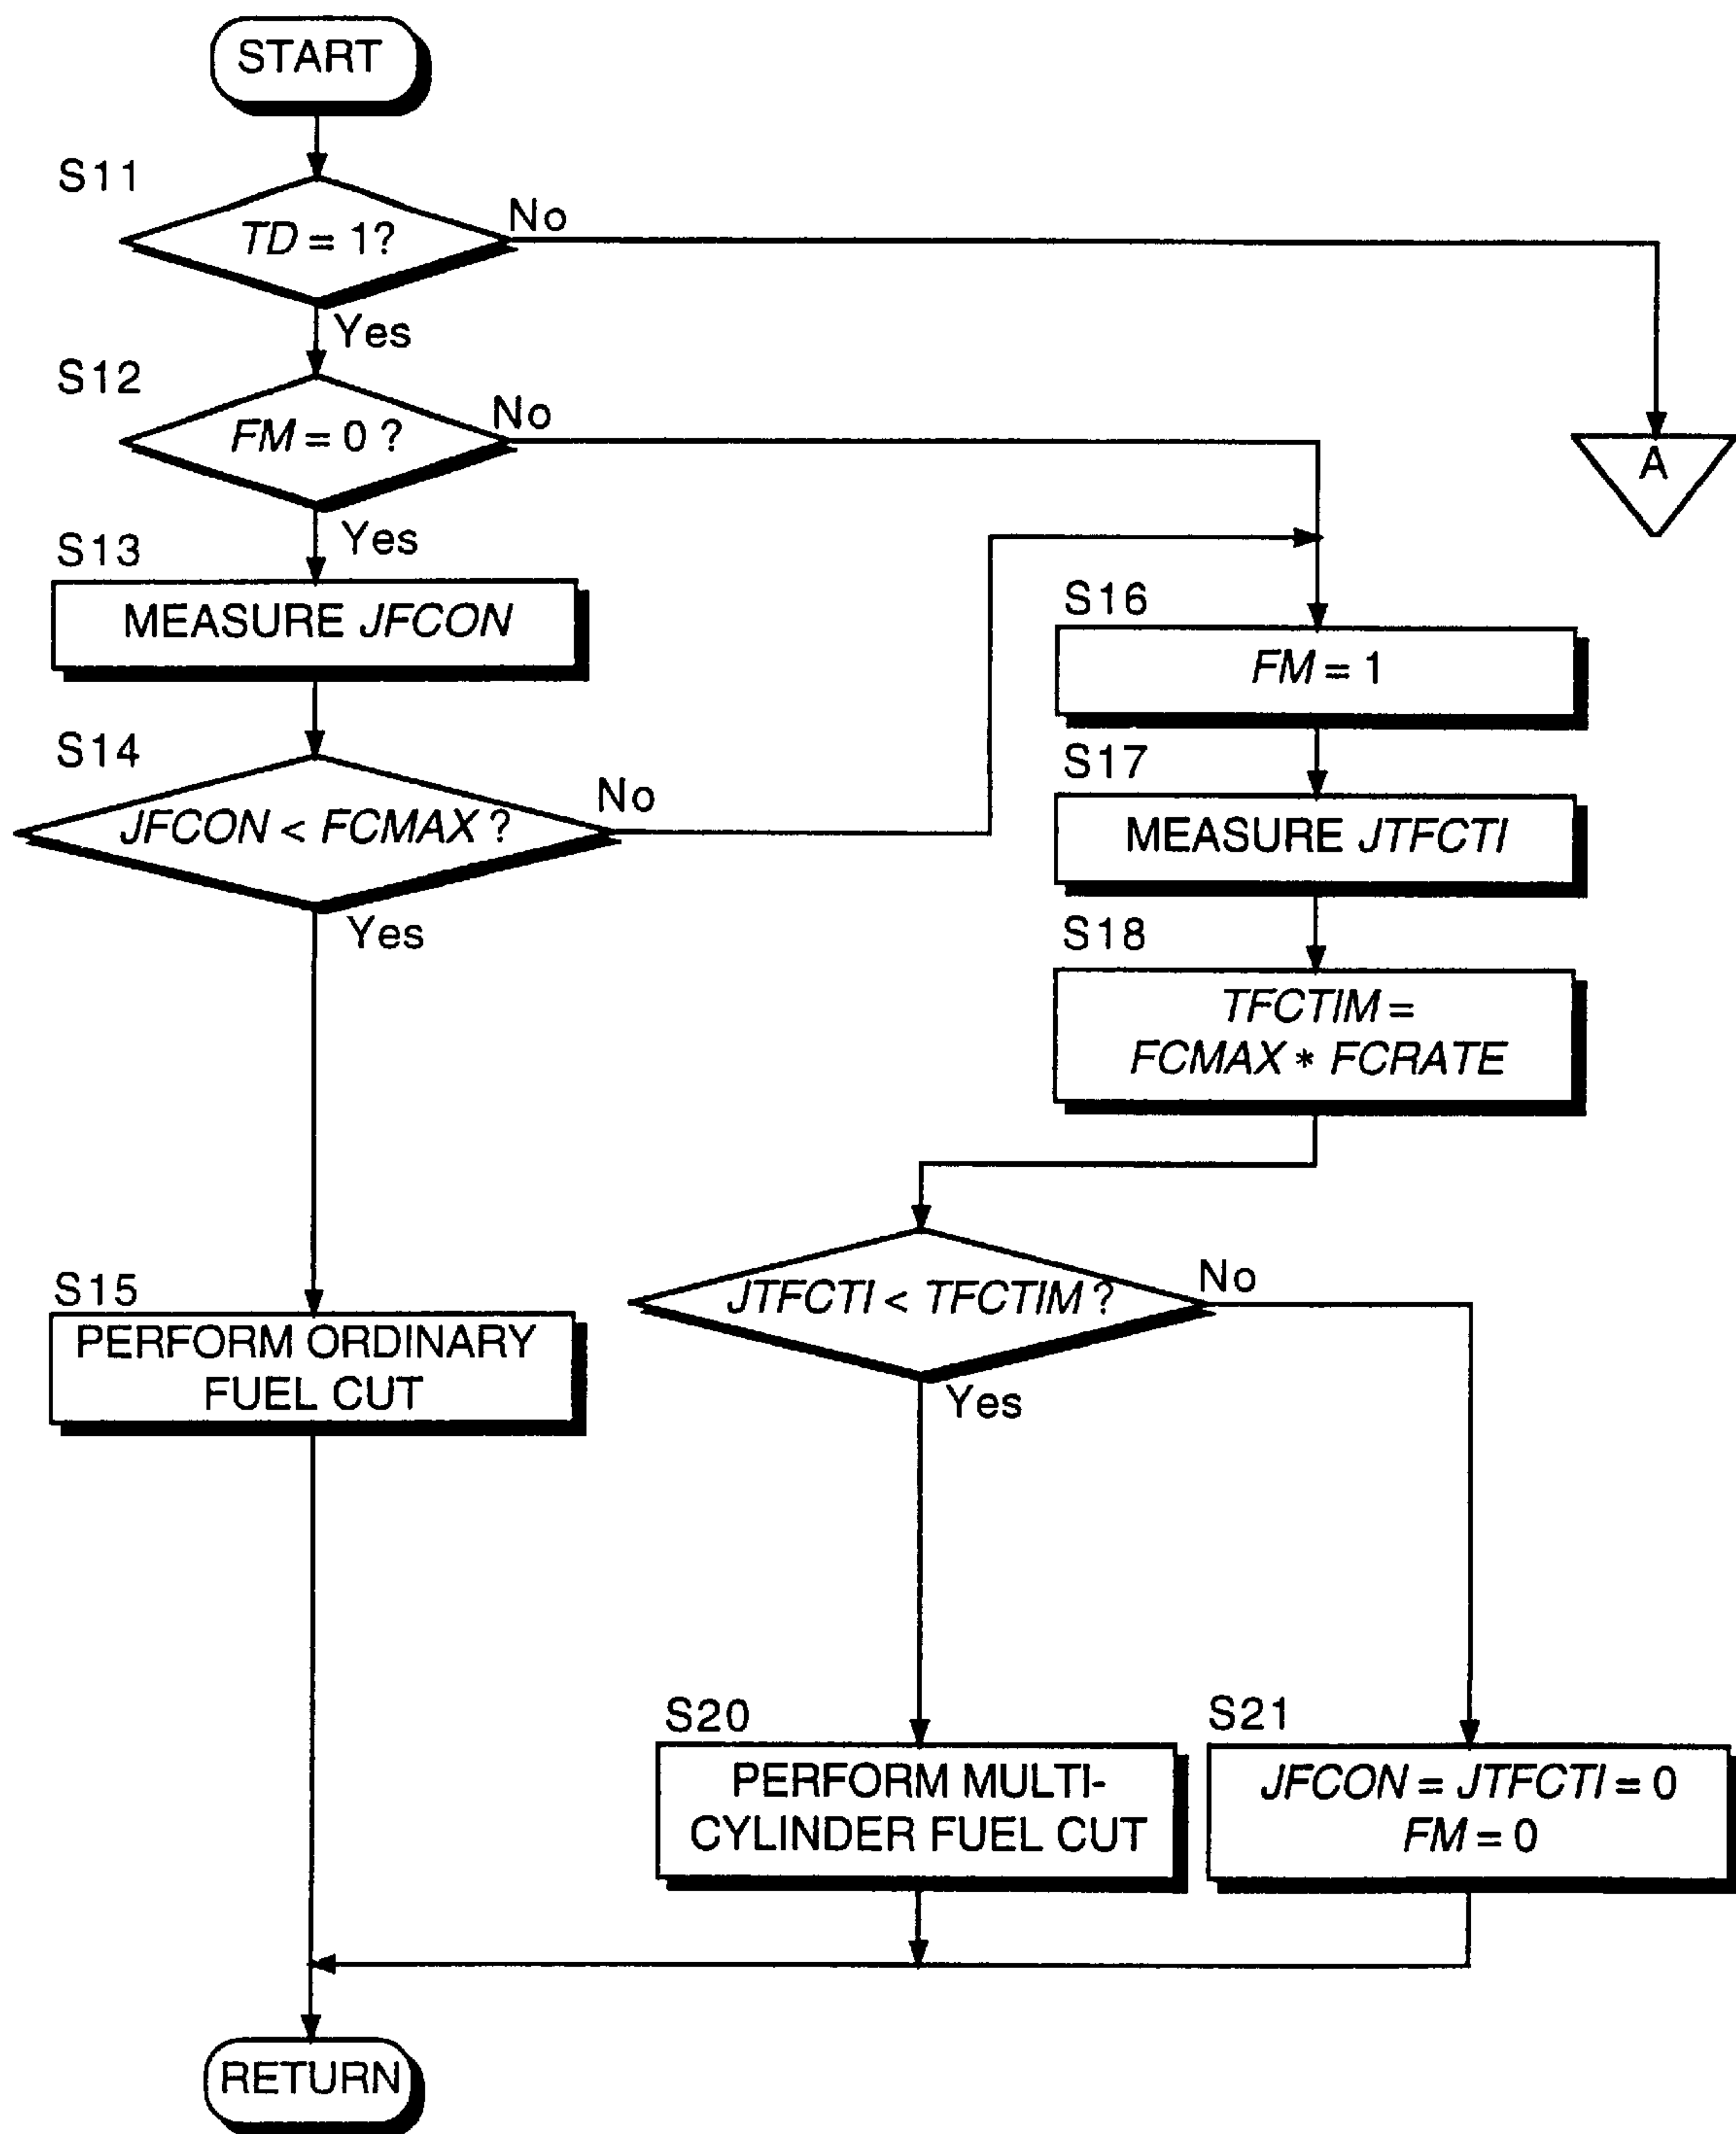 START
S11
TD = 1?
No
Yes
S12
FM = 0 ?
No
A
Yes
S13
MEASURE JFCON
S16
FM = 1
S14
JFCON < FCMAX ?
No
Yes
S17
MEASURE JTFCTI
S18
TFCTIM =
FCMAX * FCRATE
S15
PERFORM ORDINARY
FUEL CUT
JTFCTI < TFCTIM ?
No
Yes
S20
PERFORM MULTI-
CYLINDER FUEL CUT
S21
JFCON = JTFCTI = 0
FM = 0
RETURN